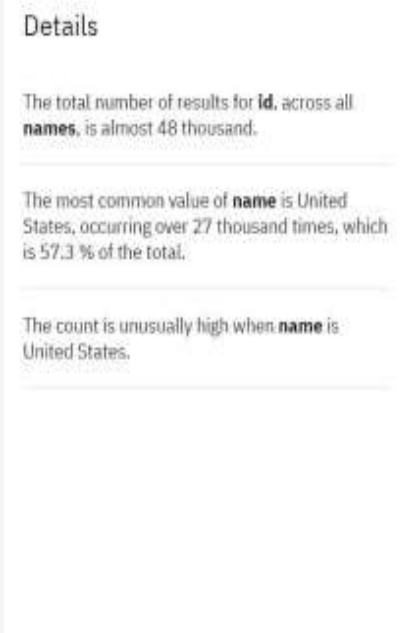 Details
The total number of results for id, across all
names, is almost 48 thousand.
The most common value of name is United
States, occurring over 27 thousand times, which
is 57.3 % of the total.
The count is unusually high when name is
United States.